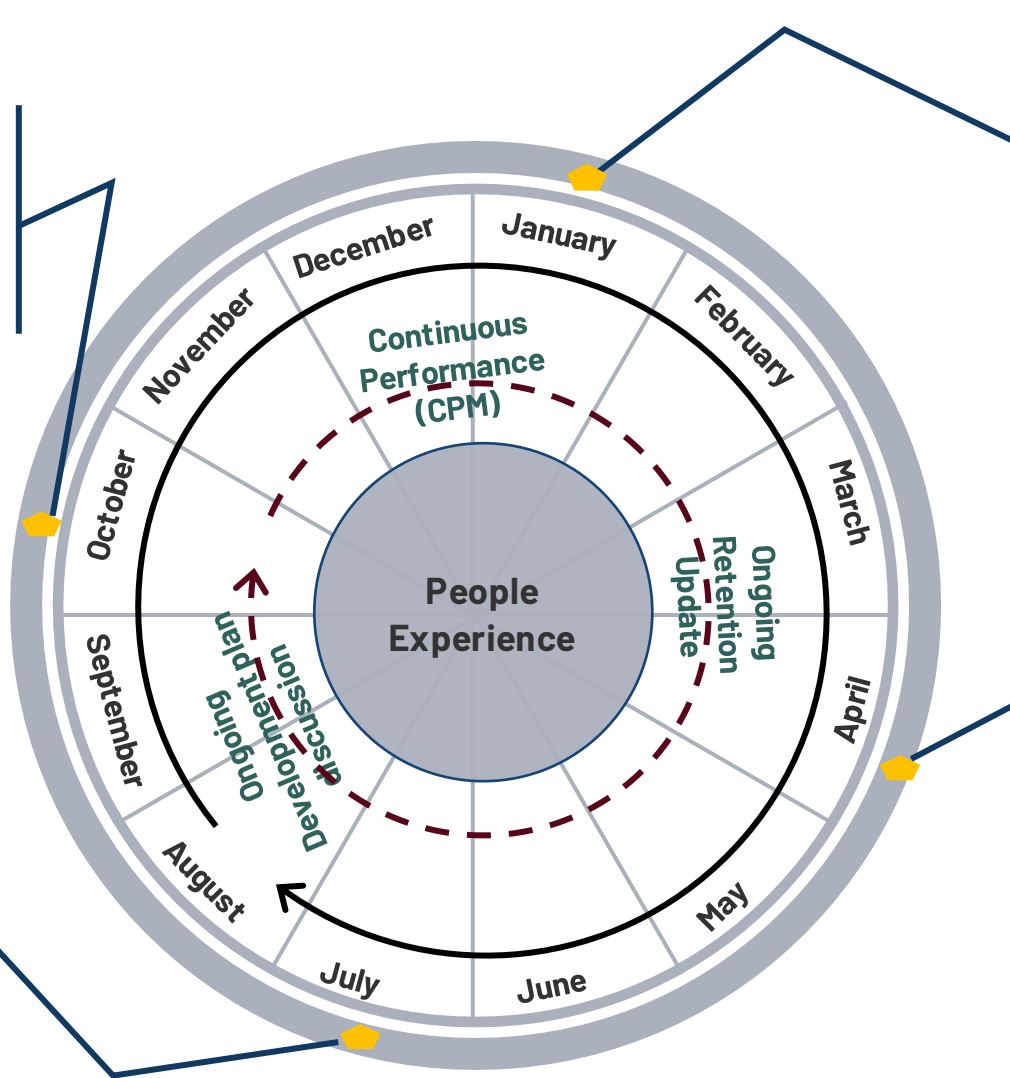 January
February
March
April
May
June
July
August
September
October
November
December
Continuous
Performance
(CPM)
Ongoing
Retention
Update
Ongoing
Development plan
discussion
People
Experience